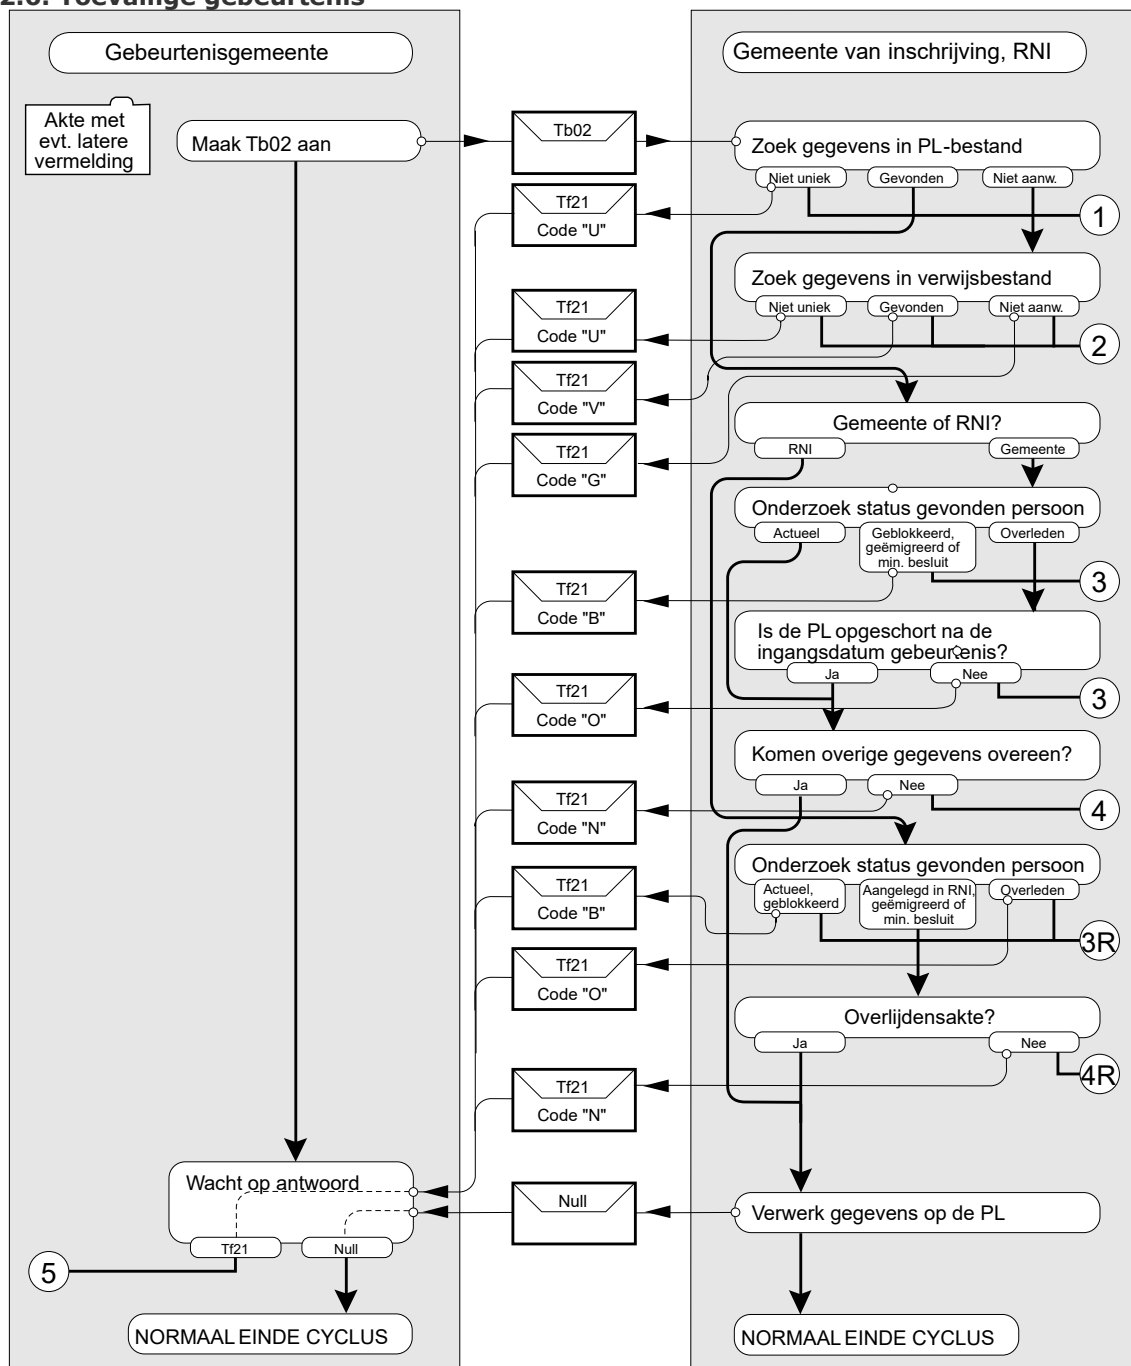 2.6. Toevallige gebeurtenis
Gebeurtenisgemeente
Gemeente van inschrijving, RNI
Akte met
evt. latere
vermelding
Maak Tb02 aan
Tb02
Zoek gegevens in PL-bestand
Niet uniek
Gevonden
Niet aanw.
Tf21
Code "U"
1
Zoek gegevens in verwijsbestand
Niet uniek
Gevonden
Niet aanw.
Tf21
Code "U"
2
Tf21
Code "V"
Gemeente of RNI?
RNI
Gemeente
Tf21
Code "G"
Onderzoek status gevonden persoon
Actueel
Geblokkeerd,
geëmigreerd of
min. besluit
Overleden
Tf21
Code "B"
3
Is de PL opgeschort na de
ingangsdatum gebeurtenis?
Ja
Nee
Tf21
Code "O"
3
Komen overige gegevens overeen?
Ja
Nee
Tf21
Code "N"
4
Onderzoek status gevonden persoon
Actueel,
geblokkeerd
Aangelegd in RNI,
geëmigreerd of
min. besluit
Overleden
Tf21
Code "B"
3R
Tf21
Code "O"
Overlijdensakte?
Ja
Nee
Tf21
Code "N"
4R
Wacht op antwoord
Tf21
Null
Null
Verwerk gegevens op de PL
5
NORMAAL EINDE CYCLUS
NORMAAL EINDE CYCLUS